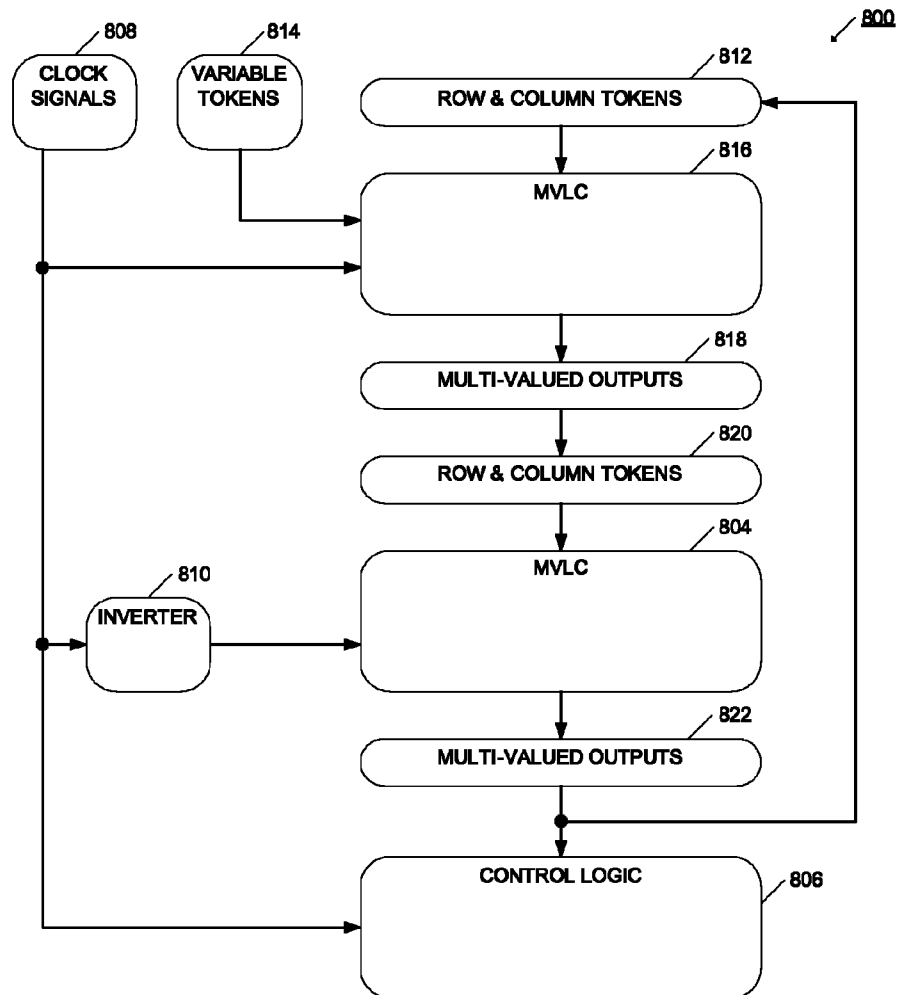 808
814
800
CLOCK
SIGNALS
VARIABLE
TOKENS
812
ROW & COLUMN TOKENS
816
MVLC
818
MULTI-VALUED OUTPUTS
820
ROW & COLUMN TOKENS
804
MVLC
810
INVERTER
822
MULTI-VALUED OUTPUTS
CONTROL LOGIC
806